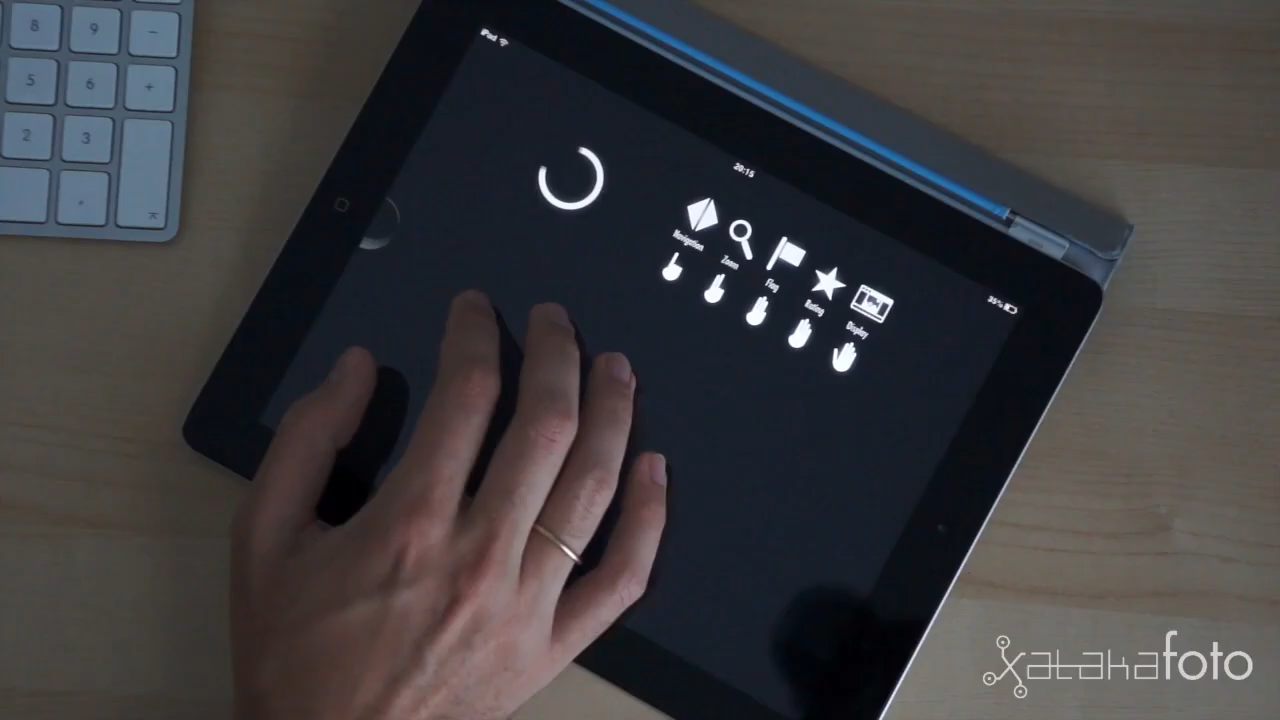 8 9 -
5 6 +
2 3
.
iPad
20:15
35%
Navigation
Zoom
Flag
Rating
Display
xatakafoto